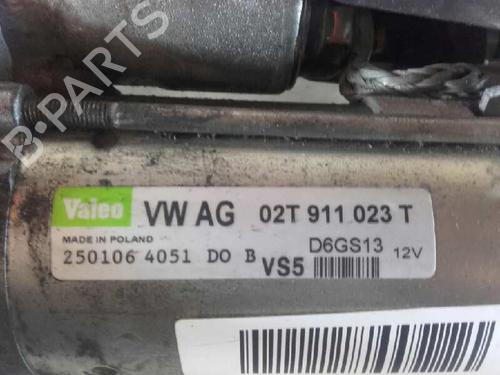 B-PARTS
Valeo VW AG 02T 911 023 T
MADE IN POLAND D6GS13 12V
250106 4051 DO B VS5